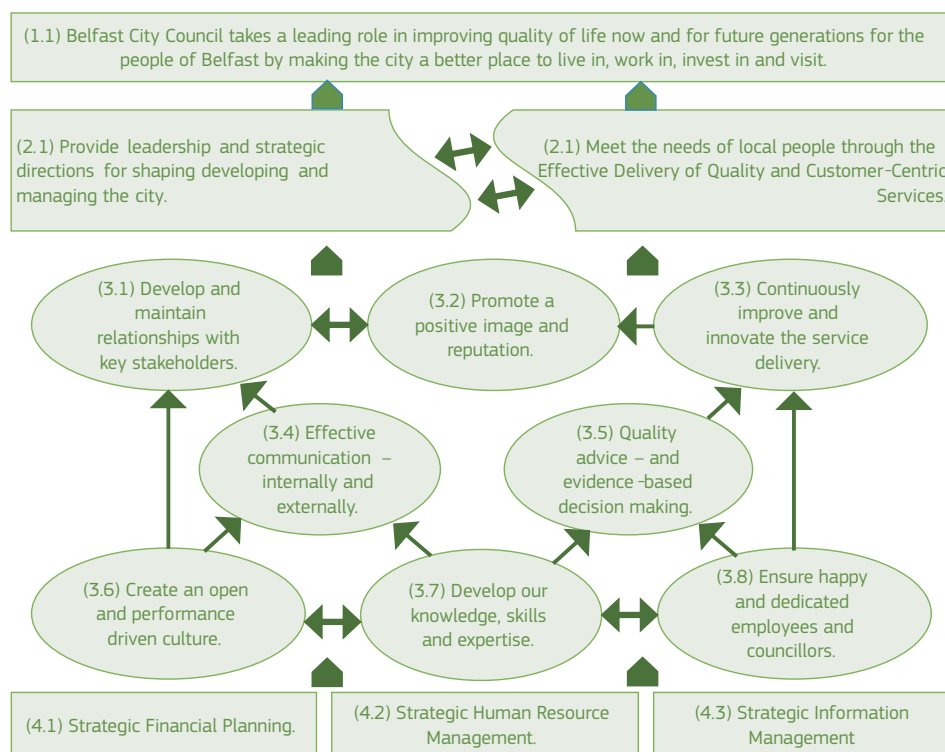 (1.1) Belfast City Council takes a leading role in improving quality of life now and for future generations for the
people of Belfast by making the city a better place to live in, work in, invest in and visit.
(2.1) Provide leadership and strategic
directions for shaping developing and
managing the city.
(2.1) Meet the needs of local people through the
Effective Delivery of Quality and Customer-Centric
Services.
(3.1) Develop and
maintain
relationships with
key stakeholders.
(3.2) Promote a
positive image and
reputation.
(3.3) Continuously
improve and
innovate the service
delivery.
(3.4) Effective
communication –
internally and
externally.
(3.5) Quality
advice – and
evidence -based
decision making.
(3.6) Create an open
and performance
driven culture.
(3.7) Develop our
knowledge, skills
and expertise.
(3.8) Ensure happy
and dedicated
employees and
councillors.
(4.1) Strategic Financial Planning.
(4.2) Strategic Human Resource
Management.
(4.3) Strategic Information
Management